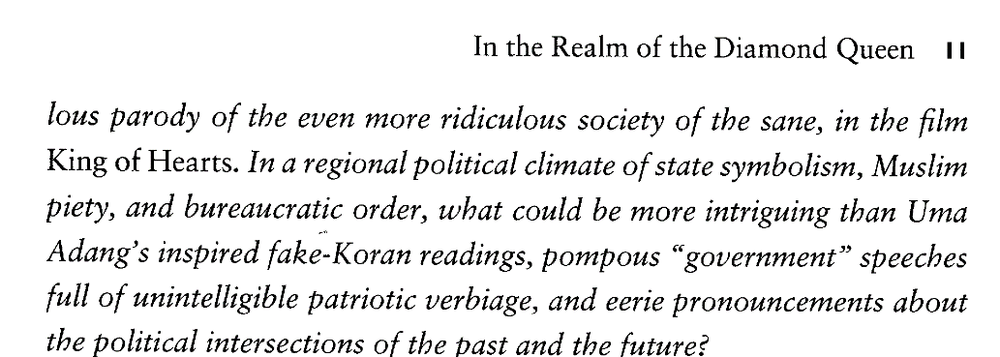 In the Realm of the Diamond Queen 11
lous parody of the even more ridiculous society of the sane, in the film
King of Hearts. In a regional political climate of state symbolism, Muslim
piety, and bureaucratic order, what could be more intriguing than Uma
Adang's inspired fake-Koran readings, pompous “government” speeches
full of unintelligible patriotic verbiage, and eerie pronouncements about
the political intersections of the past and the future?